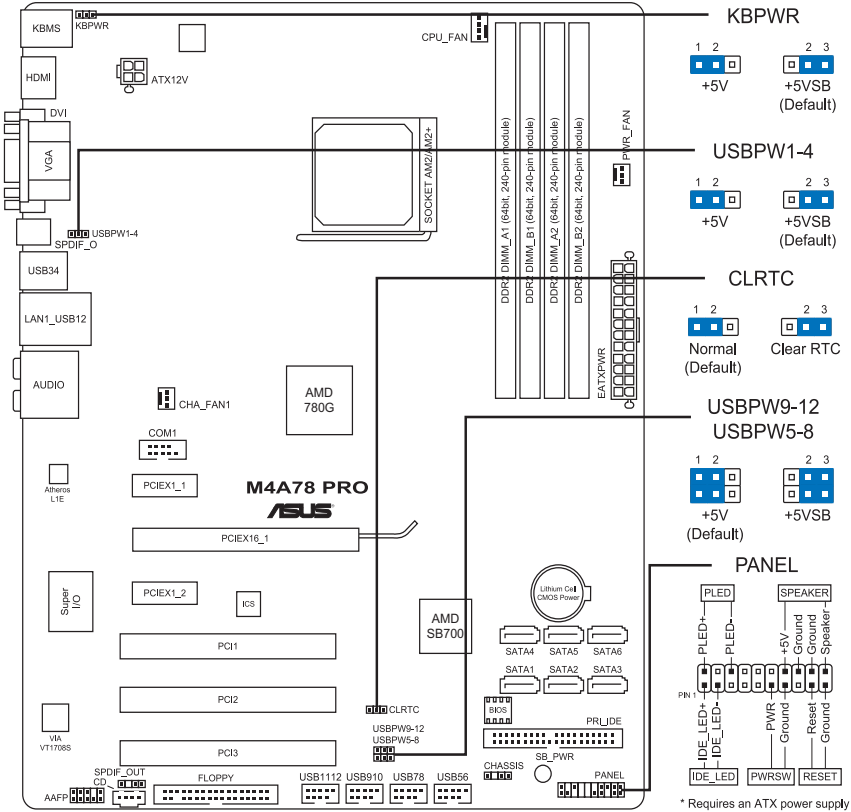 KBMS
KBPWR
CPU_FAN
KBPWR
1 2
2 3
+5V
+5VSB
(Default)
HDMI
ATX12V
DVI
VGA
SOCKET AM2/AM2+
DDR2 DIMM_A1 (64bit, 240-pin module)
DDR2 DIMM_B1 (64bit, 240-pin module)
DDR2 DIMM_A2 (64bit, 240-pin module)
DDR2 DIMM_B2 (64bit, 240-pin module)
PWR_FAN
USBPW1-4
1 2
2 3
+5V
+5VSB
(Default)
USBPW1-4
SPDIF_O
USB34
LAN1_USB12
AUDIO
EATXPWR
CLRTC
1 2
2 3
Normal
(Default)
Clear RTC
CHA_FAN1
AMD
780G
COM1
USBPW9-12
USBPW5-8
1 2
2 3
+5V
(Default)
+5VSB
Atheros
L1E
PCIEX1_1
M4A78 PRO
ASUS
PCIEX16_1
Super
I/O
PCIEX1_2
ICS
AMD
SB700
Lithium Cell
CMOS Power
SATA4
SATA5
SATA6
SATA1
SATA2
SATA3
PCI1
PCI2
PCI3
CLRTC
USBPW9-12
USBPW5-8
BIOS
PRI_IDE
VIA
VT1708S
SPDIF_OUT
CD
AAFP
FLOPPY
USB1112
USB910
USB78
USB56
CHASSIS
SB_PWR
PANEL
PANEL
PLED
SPEAKER
PLED+
PLED-
+5V
Ground
Ground
Speaker
PIN 1
IDE_LED+
IDE_LED-
PWR
Ground
Reset
Ground
IDE_LED
PWRSW
RESET
* Requires an ATX power supply